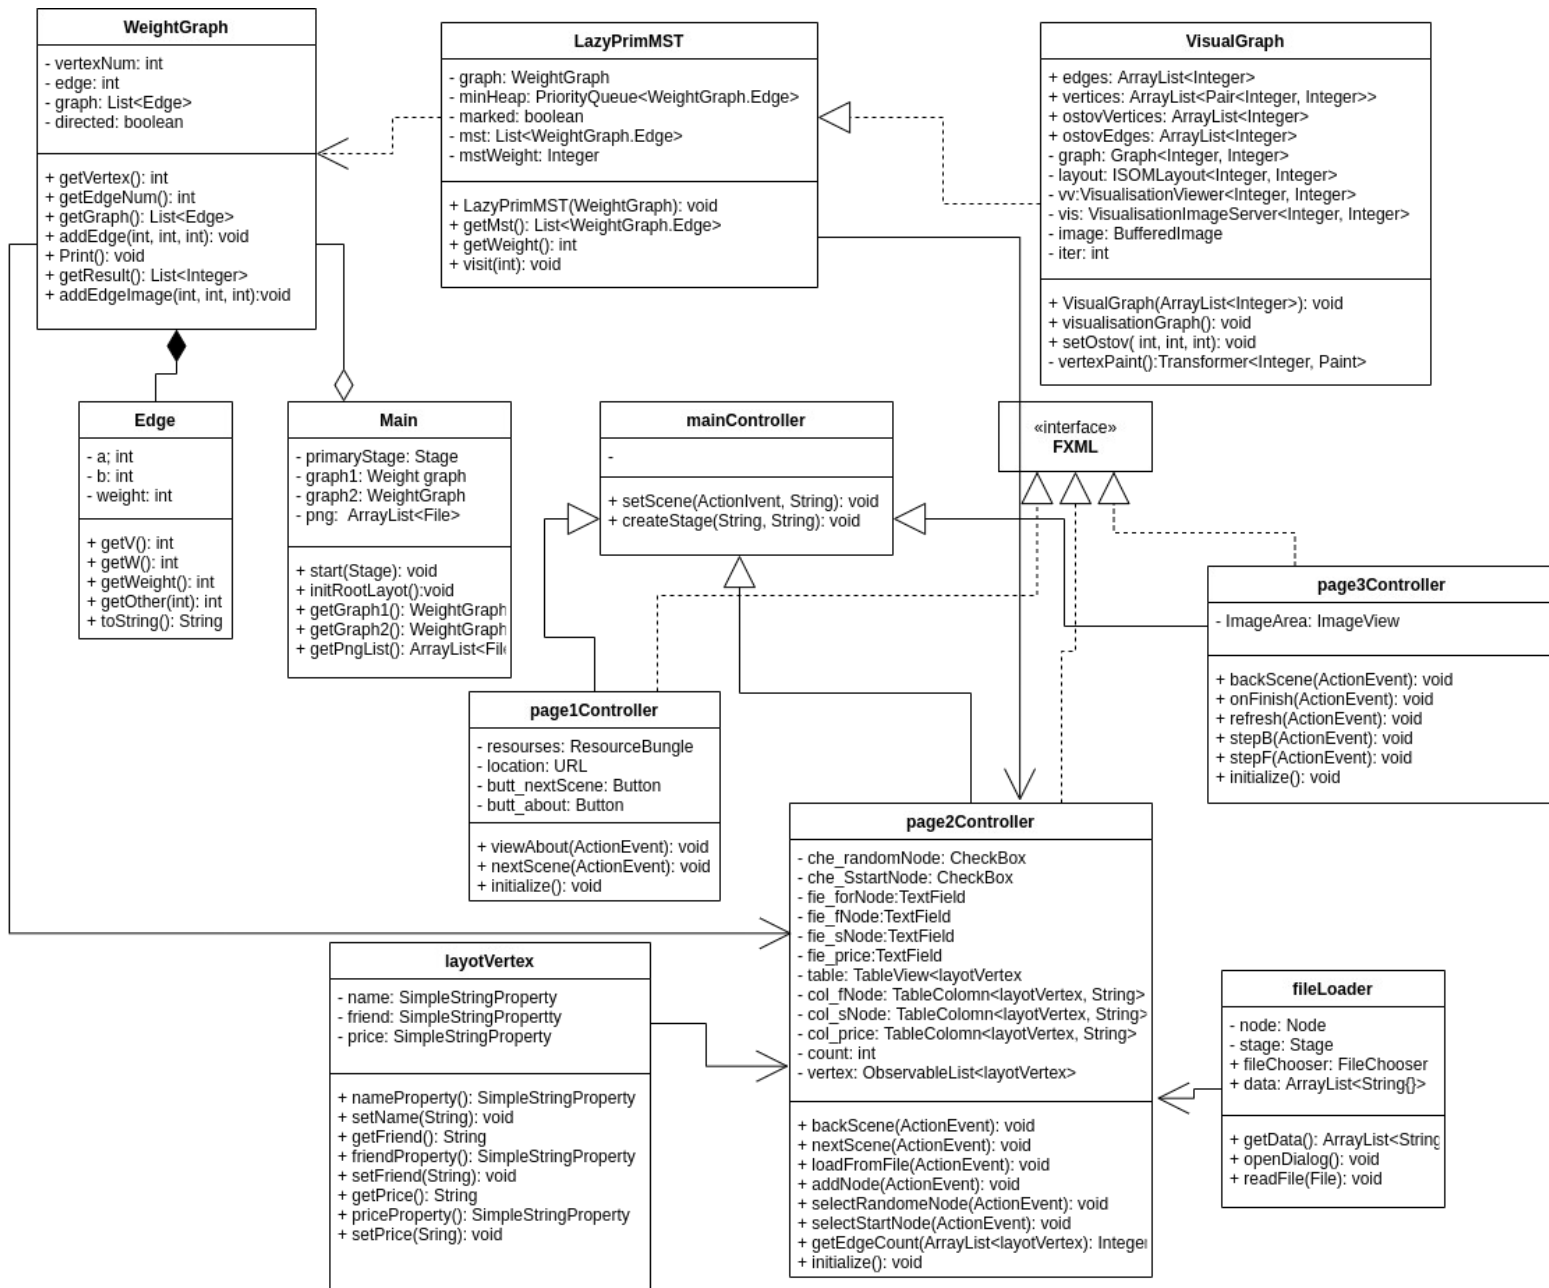 WeightGraph
- vertexNum: int
- edge: int
- graph: List<Edge>
- directed: boolean
+ getVertex(): int
+ getEdgeNum(): int
+ getGraph(): List<Edge>
+ addEdge(int, int, int): void
+ Print(): void
+ getResult(): List<Integer>
+ addEdgeImage(int, int, int):void
LazyPrimMST
- graph: WeightGraph
- minHeap: PriorityQueue<WeightGraph.Edge>
- marked: boolean
- mst: List<WeightGraph.Edge>
- mstWeight: Integer
+ LazyPrimMST(WeightGraph): void
+ getMst(): List<WeightGraph.Edge>
+ getWeight(): int
+ visit(int): void
VisualGraph
+ edges: ArrayList<Integer>
+ vertices: ArrayList<Pair<Integer, Integer>>
+ ostovVertices: ArrayList<Integer>
+ ostovEdges: ArrayList<Integer>
- graph: Graph<Integer, Integer>
- layout: ISOMLayout<Integer, Integer>
- vv:VisualisationViewer<Integer, Integer>
- vis: VisualisationImageServer<Integer, Integer>
- image: BufferedImage
- iter: int
+ VisualGraph(ArrayList<Integer>): void
+ visualisationGraph(): void
+ setOstov( int, int, int): void
- vertexPaint():Transformer<Integer, Paint>
Edge
- a; int
- b: int
- weight: int
+ getV(): int
+ getW(): int
+ getWeight(): int
+ getOther(int): int
+ toString(): String
Main
- primaryStage: Stage
- graph1: Weight graph
- graph2: WeightGraph
- png:  ArrayList<File>
+ start(Stage): void
+ initRootLayot():void
+ getGraph1(): WeightGraph
+ getGraph2(): WeightGraph
+ getPngList(): ArrayList<Fil
mainController
-
+ setScene(ActionIvent, String): void
+ createStage(String, String): void
«interface»
FXML
page3Controller
- ImageArea: ImageView
+ backScene(ActionEvent): void
+ onFinish(ActionEvent): void
+ refresh(ActionEvent): void
+ stepB(ActionEvent): void
+ stepF(ActionEvent): void
+ initialize(): void
page1Controller
- resourses: ResourceBungle
- location: URL
- butt_nextScene: Button
- butt_about: Button
+ viewAbout(ActionEvent): void
+ nextScene(ActionEvent): void
+ initialize(): void
page2Controller
- che_randomNode: CheckBox
- che_SstartNode: CheckBox
- fie_forNode:TextField
- fie_fNode:TextField
- fie_sNode:TextField
- fie_price:TextField
- table: TableView<layotVertex
- col_fNode: TableColomn<layotVertex, String>
- col_sNode: TableColomn<layotVertex, String>
- col_price: TableColomn<layotVertex, String>
- count: int
- vertex: ObservableList<layotVertex>
+ backScene(ActionEvent): void
+ nextScene(ActionEvent): void
+ loadFromFile(ActionEvent): void
+ addNode(ActionEvent): void
+ selectRandomeNode(ActionEvent): void
+ selectStartNode(ActionEvent): void
+ getEdgeCount(ArrayList<layotVertex): Integer
+ initialize(): void
layotVertex
- name: SimpleStringProperty
- friend: SimpleStringPropertty
- price: SimpleStringProperty
+ nameProperty(): SimpleStringProperty
+ setName(String): void
+ getFriend(): String
+ friendProperty(): SimpleStringProperty
+ setFriend(String): void
+ getPrice(): String
+ priceProperty(): SimpleStringProperty
+ setPrice(Sring): void
fileLoader
- node: Node
- stage: Stage
+ fileChooser: FileChooser
+ data: ArrayList<String{}>
+ getData(): ArrayList<String
+ openDialog(): void
+ readFile(File): void